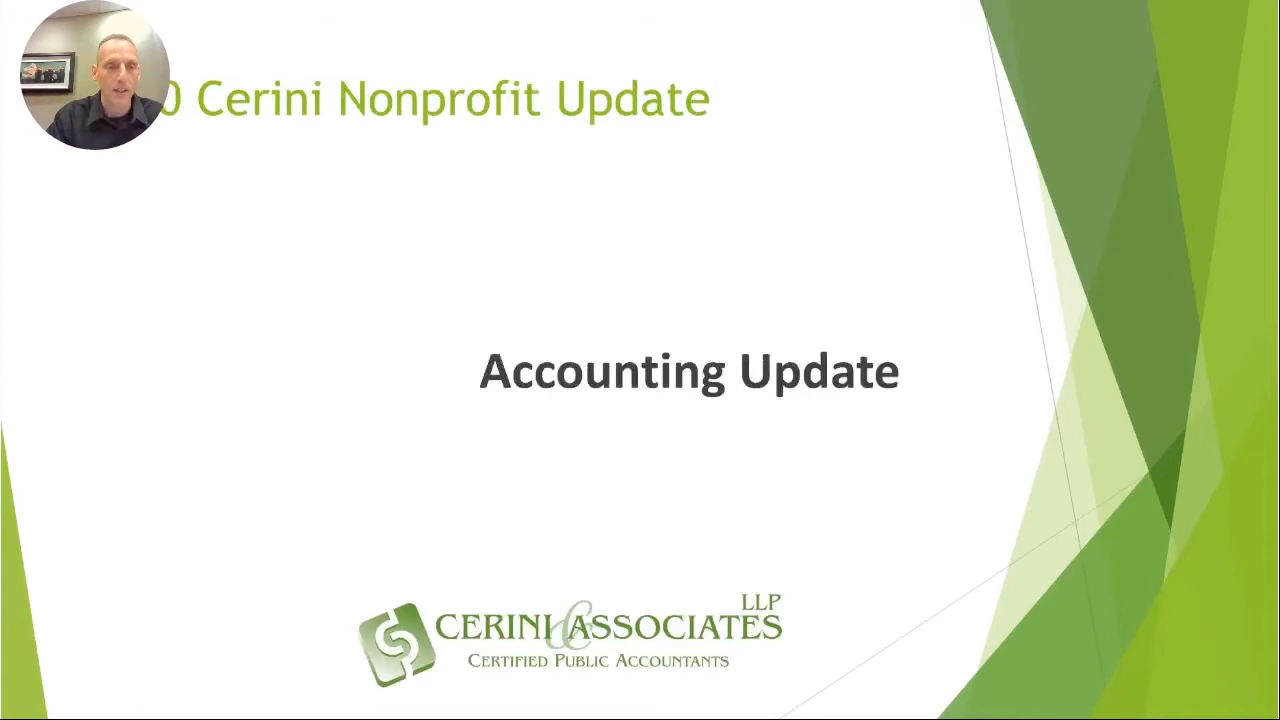 0 Cerini Nonprofit Update
Accounting Update
LLP
CERINI & ASSOCIATES
CERTIFIED PUBLIC ACCOUNTANTS